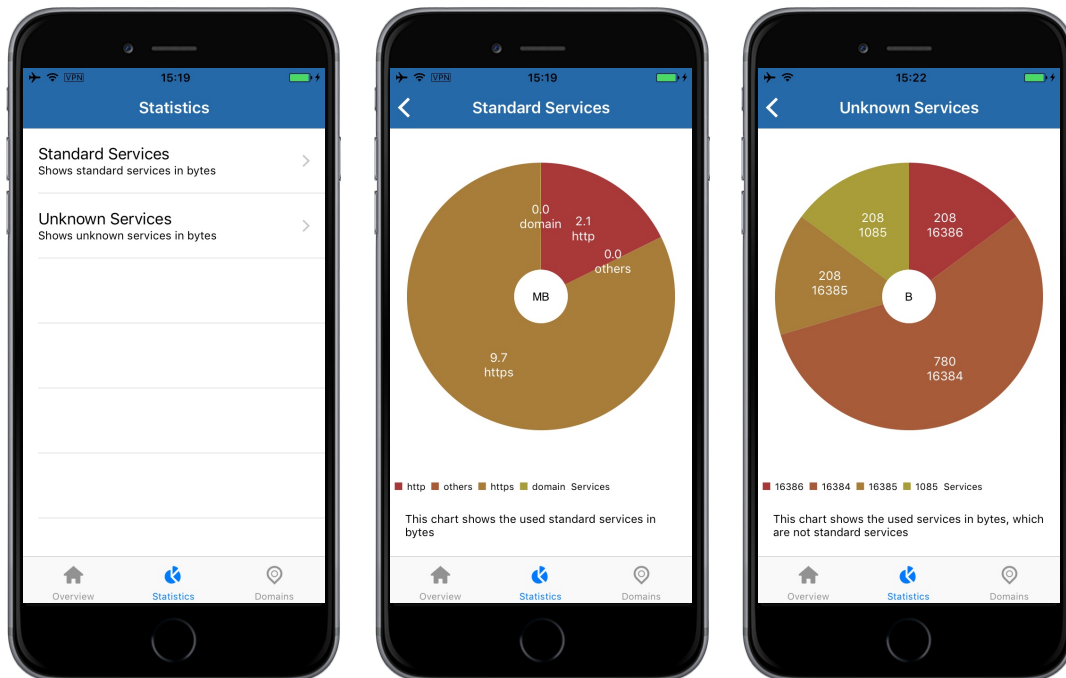 VPN 15:19
Statistics
Standard Services
Shows standard services in bytes
Unknown Services
Shows unknown services in bytes
Overview Statistics Domains
VPN 15:19
Standard Services
0.0
domain
2.1
http
0.0
others
MB
9.7
https
http others https domain Services
This chart shows the used standard services in
bytes
Overview Statistics Domains
15:22
Unknown Services
208
1085
208
16386
208
16385
B
780
16384
16386 16384 16385 1085 Services
This chart shows the used services in bytes, which
are not standard services
Overview Statistics Domains